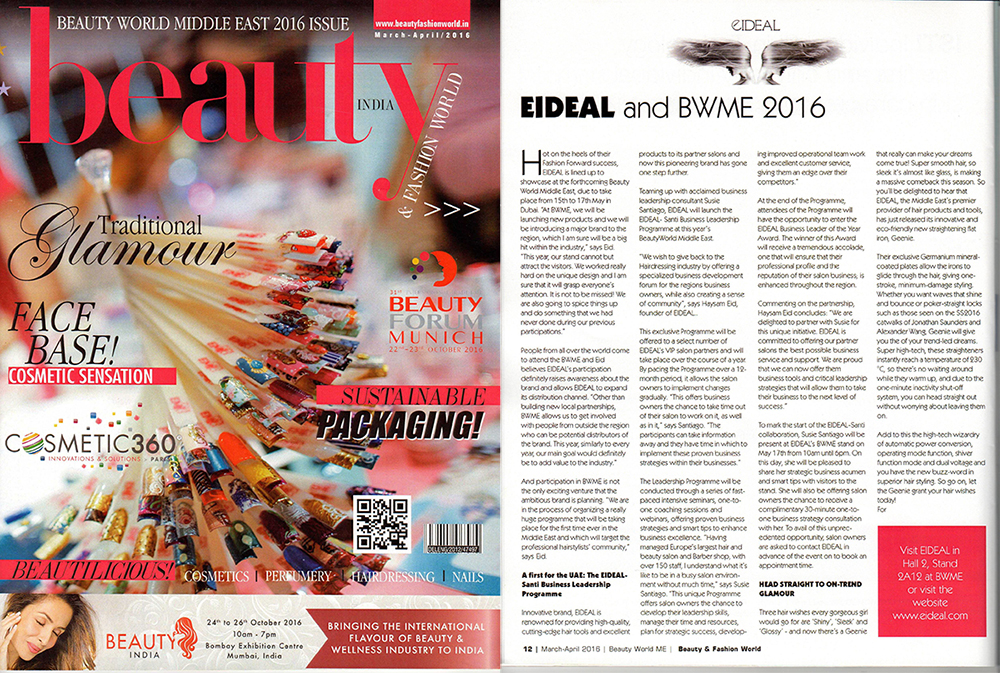 BEAUTY WORLD MIDDLE EAST 2016 ISSUE
www.beautyfashionworld.in
March-April/2016
beauty
INDIA
& FASHION WORLD
>>>
Traditional
Glamour
FACE
BASE!
COSMETIC SENSATION
BEAUTY
FORUM
MUNICH
22ND-23RD OCTOBER 2016
SUSTAINABLE
PACKAGING!
COSMETIC360
INNOVATIONS & SOLUTIONS - PARIS
DELENG/2012/47497
BEAUTILICIOUS!
COSMETICS | PERFUMERY | HAIRDRESSING | NAILS
BEAUTY
INDIA
24th to 26th October 2016
10am - 7pm
Bombay Exhibition Centre
Mumbai, India
BRINGING THE INTERNATIONAL
FLAVOUR OF BEAUTY &
WELLNESS INDUSTRY TO INDIA
eIDEAL
EIDEAL and BWME 2016
Hot on the heels of their
Fashion Forward success,
EIDEAL is lined up to
showcase at the forthcoming Beauty
World Middle East, due to take
place from 15th to 17th May in
Dubai. "At BWME, we will be
launching new products and we will
be introducing a major brand to the
region, which I am sure will be a big
hit within the industry," says Eid.
"This year, our stand cannot but
attract the visitors. We worked really
hard on the unique design and I am
sure that it will grasp everyone's
attention. It is not to be missed! We
are also going to spice things up
and do something that we had
never done during our previous
participations."
People from all over the world come
to attend the BWME and Eid
believes EIDEAL's participation
definitely raises awareness about the
brand and allows EIDEAL to expand
its distribution channel. "Other than
building new local partnerships,
BWME allows us to get involved
with people from outside the region
who can be potential distributors of
the brand. This year, similarly to every
year, our main goal would definitely
be to add value to the industry."
And participation in BWME is not
the only exciting venture that the
ambitious brand is planning. "We are
in the process of organizing a really
huge programme that will be taking
place for the first time ever in the
Middle East and which will target the
professional hairstylists' community,"
says Eid.
A first for the UAE: The EIDEAL-
Santi Business Leadership
Programme
Innovative brand, EIDEAL is
renowned for providing high-quality,
cutting-edge hair tools and excellent
products to its partner salons and
now this pioneering brand has gone
one step further.
Teaming up with acclaimed business
leadership consultant Susie
Santiago, EIDEAL will launch the
EIDEAL- Santi Business Leadership
Programme at this year's
BeautyWorld Middle East.
"We wish to give back to the
Hairdressing industry by offering a
specialized business development
forum for the regions business
owners, while also creating a sense
of community", says Haysam Eid,
founder of EIDEAL..
This exclusive Programme will be
offered to a select number of
EIDEAL's VIP salon partners and will
take place over the course of a year.
By pacing the Programme over a 12-
month period, it allows the salon
owners to implement changes
gradually. "This offers business
owners the chance to take time out
of their salon to work on it, as well
as in it," says Santiago. "The
participants can take information
away and they have time in which to
implement these proven business
strategies within their businesses."
The Leadership Programme will be
conducted through a series of fast-
paced intensive seminars, one-to-
one coaching sessions and
webinars, offering proven business
strategies and smart tips to enhance
business excellence. "Having
managed Europe's largest hair and
beauty salon and Barber shop, with
over 150 staff, I understand what it's
like to be in a busy salon environ-
ment without much time," says Susie
Santiago. "This unique Programme
offers salon owners the chance to
develop their leadership skills,
manage their time and resources,
plan for strategic success, develop-
ing improved operational team work
and excellent customer service,
giving them an edge over their
competitors."
At the end of the Programme,
attendees of the Programme will
have the opportunity to enter the
EIDEAL Business Leader of the Year
Award. The winner of this Award
will receive a tremendous accolade,
one that will ensure that their
professional profile and the
reputation of their salon business, is
enhanced throughout the region.
Commenting on the partnership,
Haysam Eid concludes: "We are
delighted to partner with Susie for
this unique initiative. EIDEAL is
committed to offering our partner
salons the best possible business
service and support. We are proud
that we can now offer them
business tools and critical leadership
strategies that will allow them to take
their business to the next level of
success."
To mark the start of the EIDEAL-Santi
collaboration, Susie Santiago will be
present at EIDEAL's BWME stand on
May 17th from 10am until 6pm. On
this day, she will be pleased to
share her strategic business acumen
and smart tips with visitors to the
stand. She will also be offering salon
owners the chance to receive a
complimentary 30-minute one-to-
one business strategy consultation
with her. To avail of this unprec-
edented opportunity, salon owners
are asked to contact EIDEAL in
advance of the event on to book an
appointment time.
HEAD STRAIGHT TO ON-TREND
GLAMOUR
Three hair wishes every gorgeous girl
would go for are 'Shiny', 'Sleek' and
'Glossy' - and now there's a Geenie
that really can make your dreams
come true! Super smooth hair, so
sleek it's almost like glass, is making
a massive comeback this season. So
you'll be delighted to hear that
EIDEAL, the Middle East's premier
provider of hair products and tools,
has just released its innovative and
eco-friendly new straightening flat
iron, Geenie.
Their exclusive Germanium mineral-
coated plates allow the irons to
glide through the hair, giving one-
stroke, minimum-damage styling.
Whether you want waves that shine
and bounce or poker-straight locks
such as those seen on the SS2016
catwalks of Jonathan Saunders and
Alexander Wang, Geenie will give
you the of your trend-led dreams.
Super high-tech, these straighteners
instantly reach a temperature of 230
°C, so there's no waiting around
while they warm up, and due to the
one-minute inactivity shut-off
system, you can head straight out
without worrying about leaving them
on.
Add to this the high-tech wizardry
of automatic power conversion,
operating mode function, shiver
function mode and dual voltage and
you have the new buzz-word in
superior hair styling. So go on, let
the Geenie grant your hair wishes
today!
For
Visit EIDEAL in
Hall 2, Stand
2A12 at BWME
or visit the
website
www.eideal.com
12 | March-April 2016 | Beauty World ME | Beauty & Fashion World